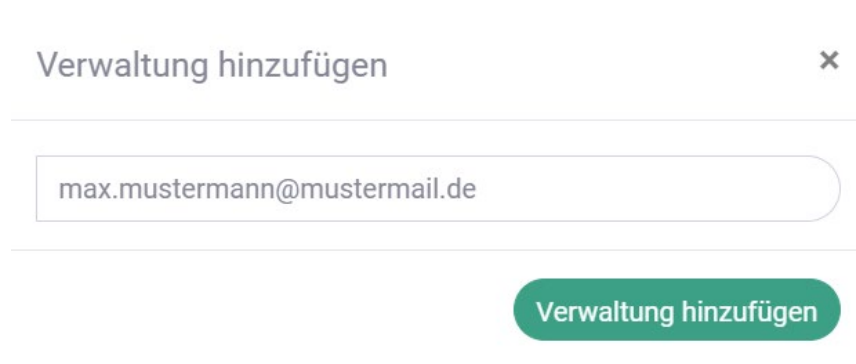 Verwaltung hinzufügen ×
max.mustermann@mustermail.de
Verwaltung hinzufügen